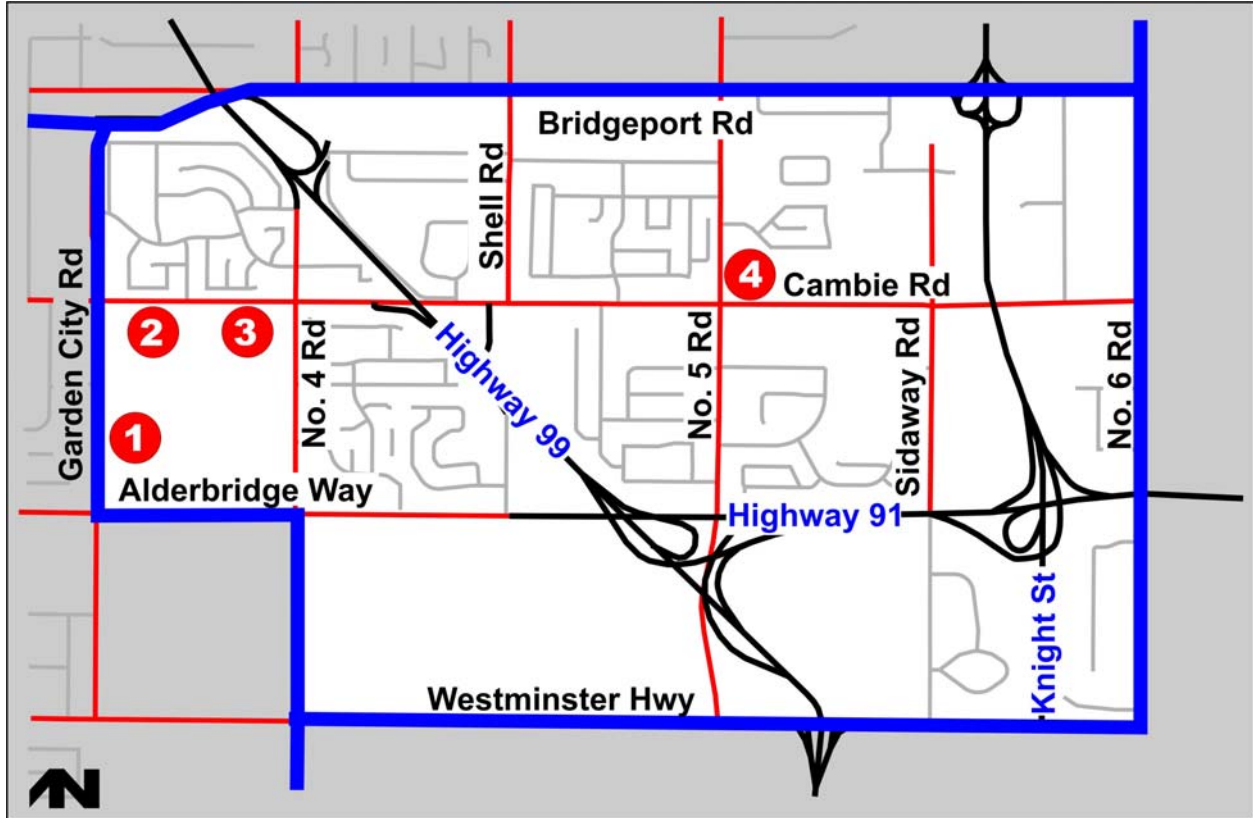 Bridgeport Rd
Shell Rd
4
Cambie Rd
Garden City Rd
2
3
No. 4 Rd
Highway 99
No. 5 Rd
Sidaway Rd
No. 6 Rd
1
Alderbridge Way
Highway 91
Knight St
Westminster Hwy
N